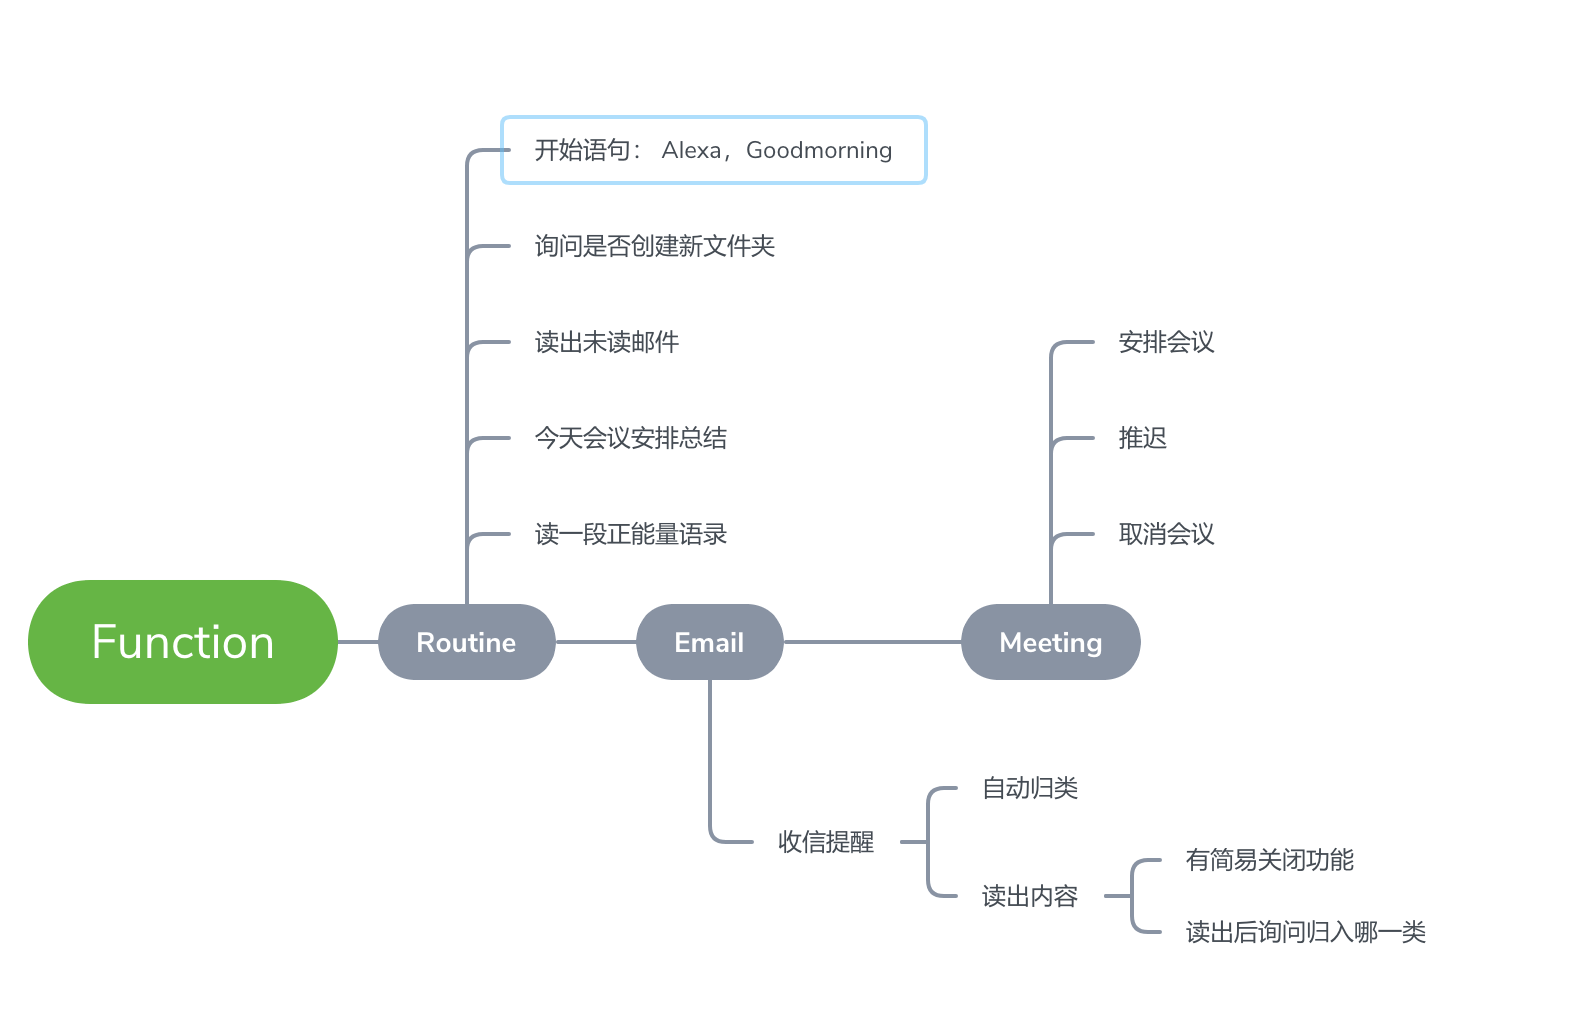 开始语句： Alexa，Goodmorning
询问是否创建新文件夹
读出未读邮件
今天会议安排总结
读一段正能量语录
安排会议
推迟
取消会议
Function
Routine
Email
Meeting
收信提醒
自动归类
读出内容
有简易关闭功能
读出后询问归入哪一类